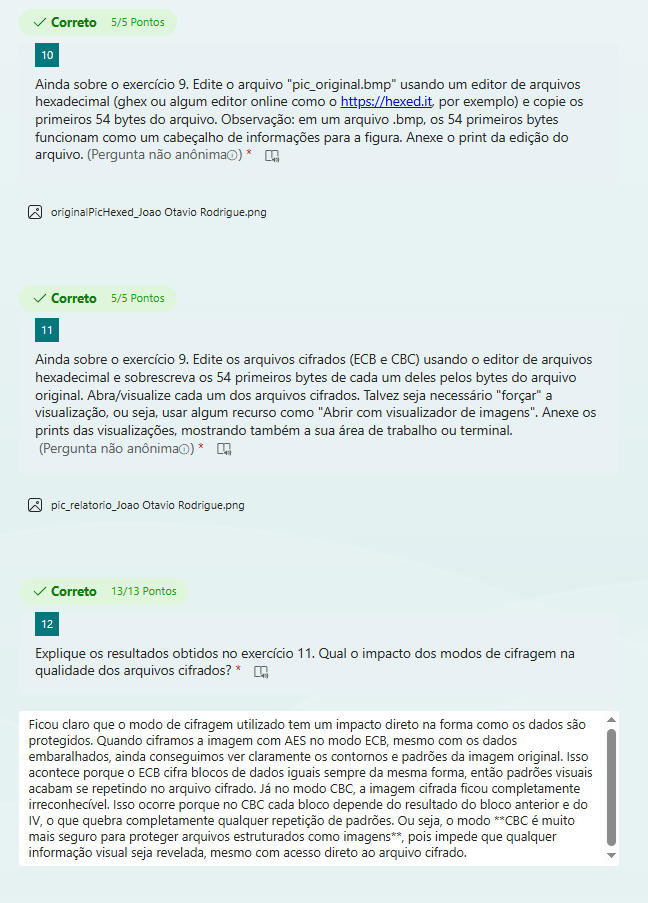 Correto 5/5 Pontos
10
Ainda sobre o exercício 9. Edite o arquivo "pic_original.bmp" usando um editor de arquivos
hexadecimal (ghex ou algum editor online como o https://hexed.it, por exemplo) e copie os
primeiros 54 bytes do arquivo. Observação: em um arquivo .bmp, os 54 primeiros bytes
funcionam como um cabeçalho de informações para a figura. Anexe o print da edição do
arquivo. (Pergunta não anônima) *
originalPicHexed_Joao Otavio Rodrigue.png
Correto 5/5 Pontos
11
Ainda sobre o exercício 9. Edite os arquivos cifrados (ECB e CBC) usando o editor de arquivos
hexadecimal e sobrescreva os 54 primeiros bytes de cada um deles pelos bytes do arquivo
original. Abra/visualize cada um dos arquivos cifrados. Talvez seja necessário "forçar" a
visualização, ou seja, usar algum recurso como "Abrir com visualizador de imagens". Anexe os
prints das visualizações, mostrando também a sua área de trabalho ou terminal.
(Pergunta não anônima) *
pic_relatorio_Joao Otavio Rodrigue.png
Correto 13/13 Pontos
12
Explique os resultados obtidos no exercício 11. Qual o impacto dos modos de cifragem na
qualidade dos arquivos cifrados? *
Ficou claro que o modo de cifragem utilizado tem um impacto direto na forma como os dados são
protegidos. Quando ciframos a imagem com AES no modo ECB, mesmo com os dados
embaralhados, ainda conseguimos ver claramente os contornos e padrões da imagem original. Isso
acontece porque o ECB cifra blocos de dados iguais sempre da mesma forma, então padrões visuais
acabam se repetindo no arquivo cifrado. Já no modo CBC, a imagem cifrada ficou completamente
irreconhecível. Isso ocorre porque no CBC cada bloco depende do resultado do bloco anterior e do
IV, o que quebra completamente qualquer repetição de padrões. Ou seja, o modo **CBC é muito
mais seguro para proteger arquivos estruturados como imagens**, pois impede que qualquer
informação visual seja revelada, mesmo com acesso direto ao arquivo cifrado.